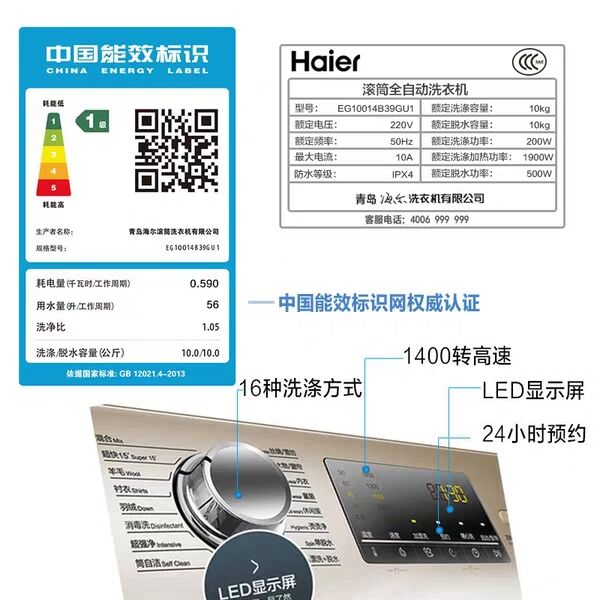 中国能效标识
CHINA ENERGY LABEL
耗能低
1
2
3
4
5
1级
耗能高
生产者名称: 青岛海尔滚筒洗衣机有限公司
规格型号: EG10014B39GU1
耗电量(千瓦时/工作周期) 0.590
用水量(升/工作周期) 56
洗净比 1.05
洗涤/脱水容量(公斤) 10.0/10.0
依据国家标准: GB 12021.4-2013
Haier
滚筒全自动洗衣机
型号: EG10014B39GU1 额定洗涤容量: 10kg
额定电压: 220V 额定脱水容量: 10kg
额定频率: 50Hz 额定洗涤功率: 200W
最大电流: 10A 额定洗涤加热功率: 1900W
防水等级: IPX4 额定脱水功率: 500W
青岛海尔洗衣机有限公司
客服电话: 4006 999 999
中国能效标识网权威认证
1400转高速
16种洗涤方式
LED显示屏
24小时预约
混合 Mix
超快15' Super 15'
羊毛 Wool
衬衣 Shirts
羽绒 Down
消毒洗 Disinfectant
超强净 Intensive
筒自洁 Self Clean
Hygienic
Spin 单脱水
漂洗+脱水
LED显示屏